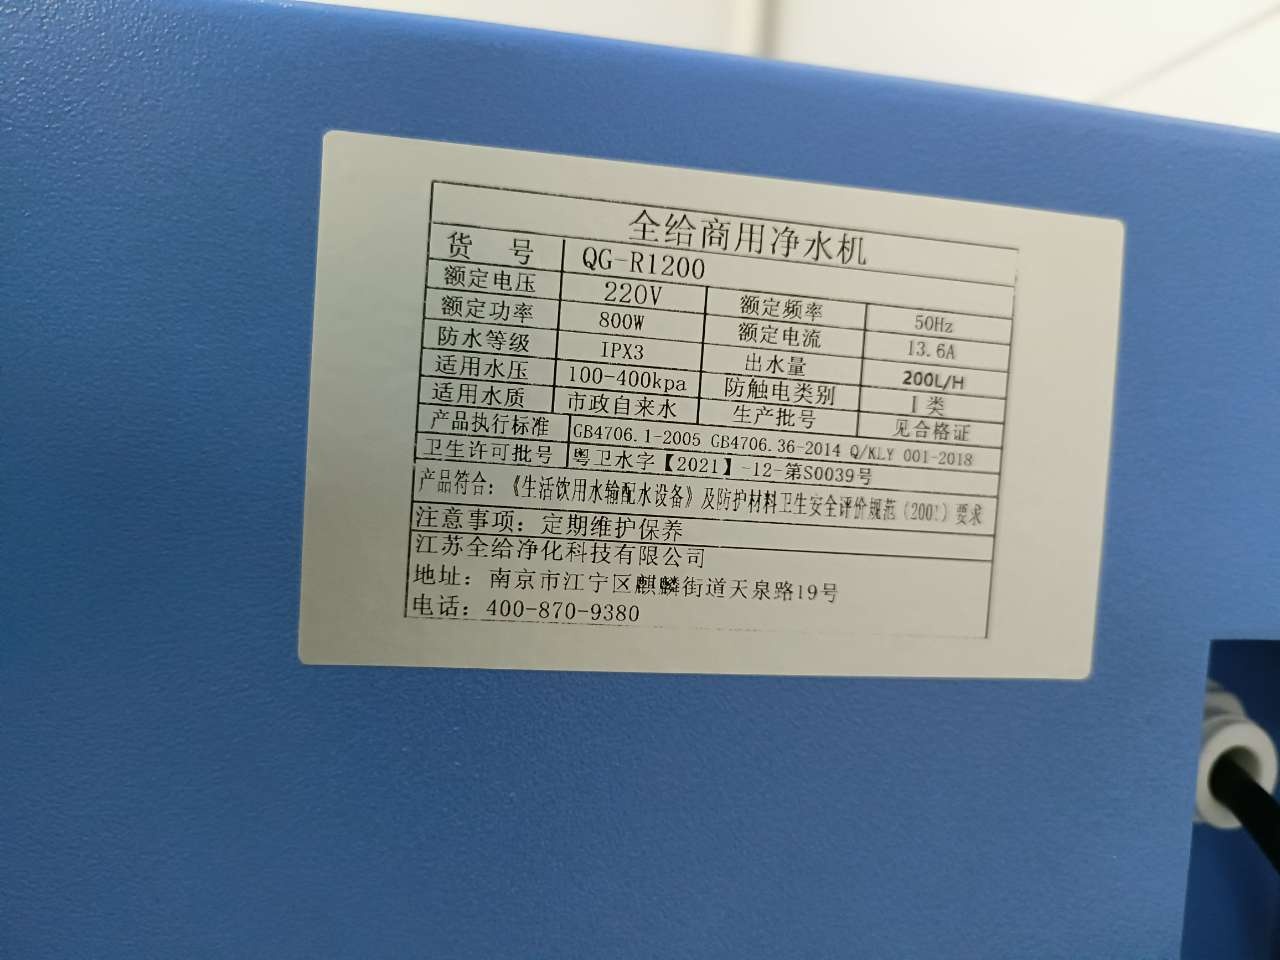 全给商用净水机
货 号 QG-R1200
额定电压 220V 额定频率 50Hz
额定功率 800W 额定电流 13.6A
防水等级 IPX3 出水量 200L/H
适用水压 100-400kpa 防触电类别 I类
适用水质 市政自来水 生产批号 见合格证
产品执行标准 GB4706.1-2005 GB4706.36-2014 Q/KLY 001-2018
卫生许可批号 粤卫水字【2021】-12-第S0039号
产品符合：《生活饮用水输配水设备》及防护材料卫生安全评价规范（2001）要求
注意事项：定期维护保养
江苏全给净化科技有限公司
地址：南京市江宁区麒麟街道天泉路19号
电话：400-870-9380